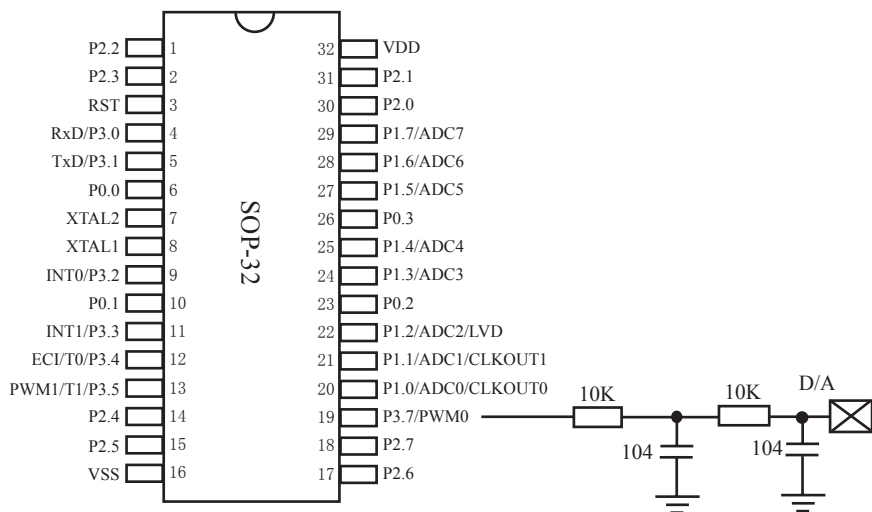 P2.2 1 32 VDD
P2.3 2 31 P2.1
RST 3 30 P2.0
RxD/P3.0 4 29 P1.7/ADC7
TxD/P3.1 5 28 P1.6/ADC6
P0.0 6 27 P1.5/ADC5
XTAL2 7 26 P0.3
XTAL1 8 25 P1.4/ADC4
INT0/P3.2 9 24 P1.3/ADC3
P0.1 10 23 P0.2
INT1/P3.3 11 22 P1.2/ADC2/LVD
ECI/T0/P3.4 12 21 P1.1/ADC1/CLKOUT1
PWM1/T1/P3.5 13 20 P1.0/ADC0/CLKOUT0
P2.4 14 19 P3.7/PWM0
P2.5 15 18 P2.7
VSS 16 17 P2.6
SOP-32
10K
10K
D/A
104
104